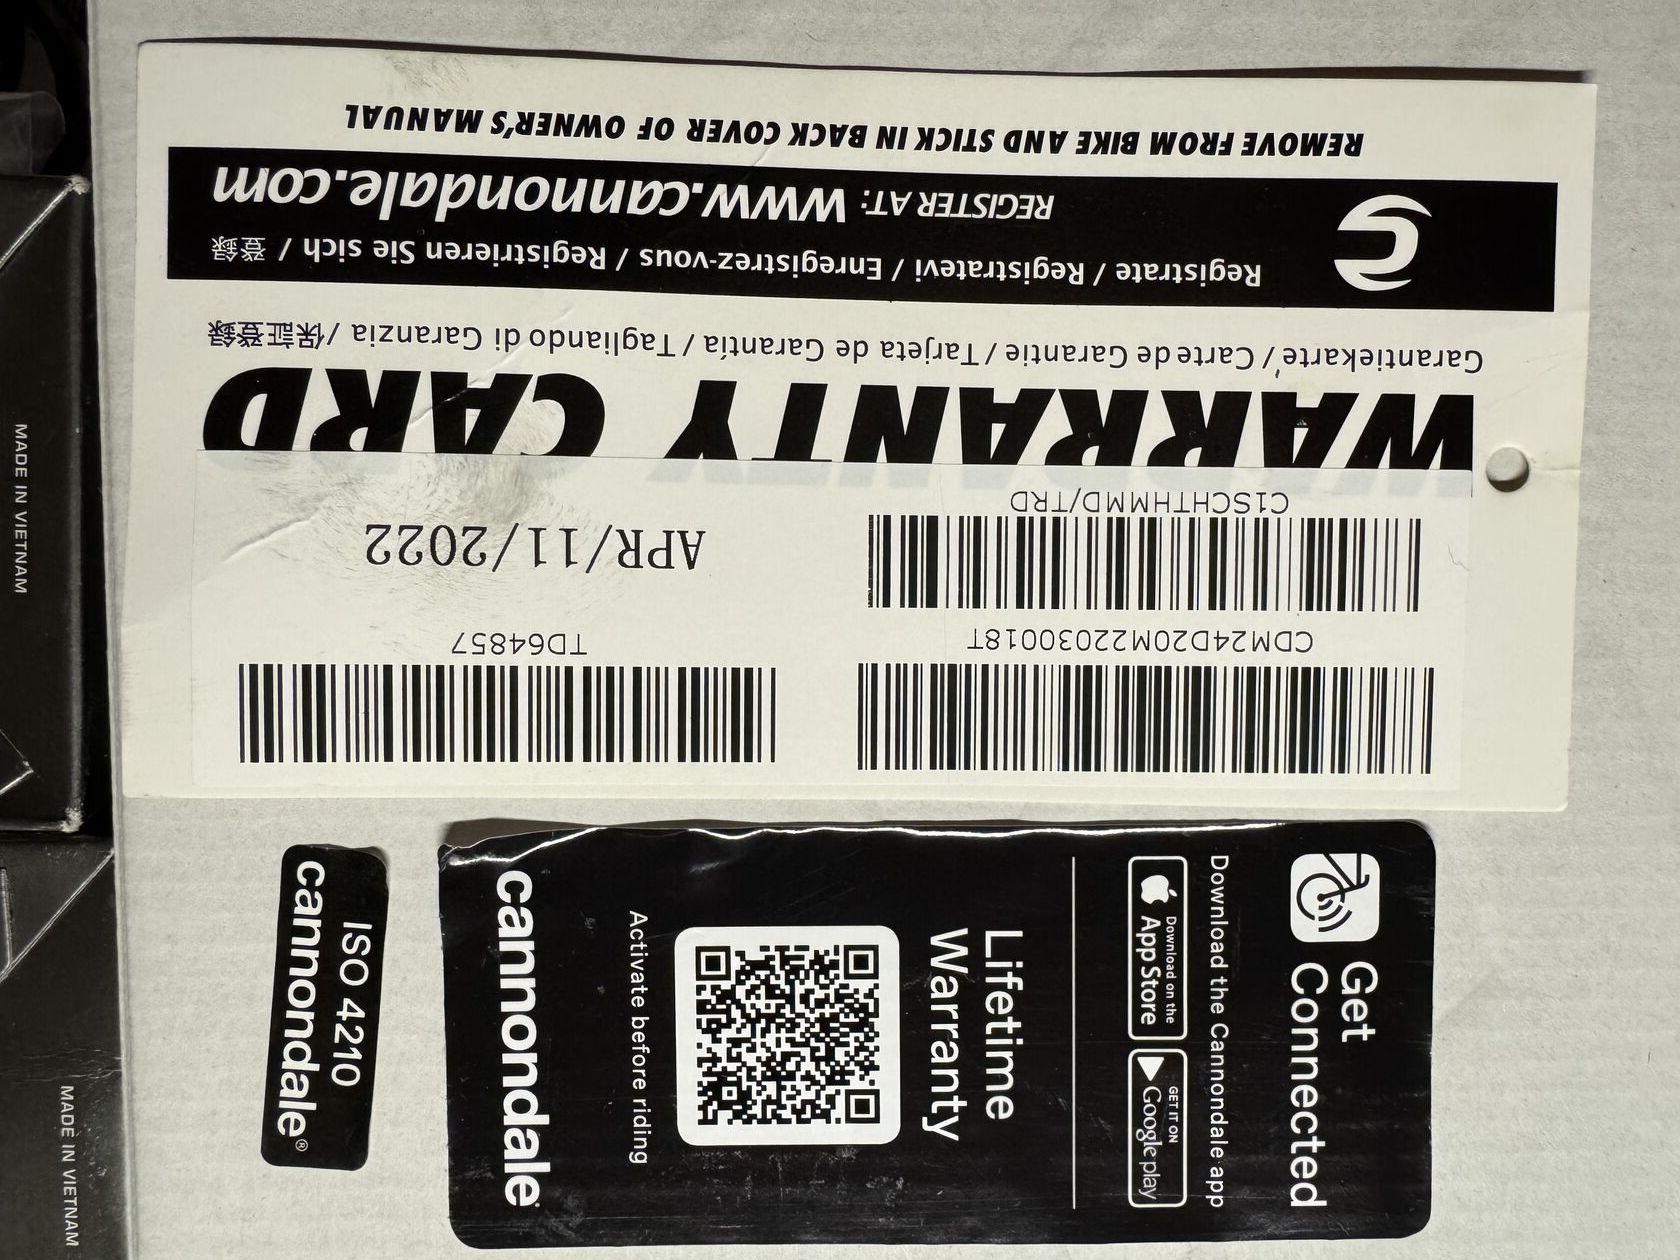 CDM24D20M22030018T
TD64857
C1SCHTHMMD/TRD
APR/11/2022
WARRANTY CARD
Garantiekarte / Carte de Garantie / Tarjeta de Garantía / Tagliando di Garanzia / 保証登録
Registrate / Registratevi / Enregistrez-vous / Registrieren Sie sich / 登録
REGISTER AT: www.cannondale.com
REMOVE FROM BIKE AND STICK IN BACK COVER OF OWNER'S MANUAL
Get
Connected
Download the Cannondale app
Download on the
App Store
GET IT ON
Google play
Lifetime
Warranty
Activate before riding
cannondale
ISO 4210
cannondale®
MADE IN VIETNAM
MADE IN VIETNAM